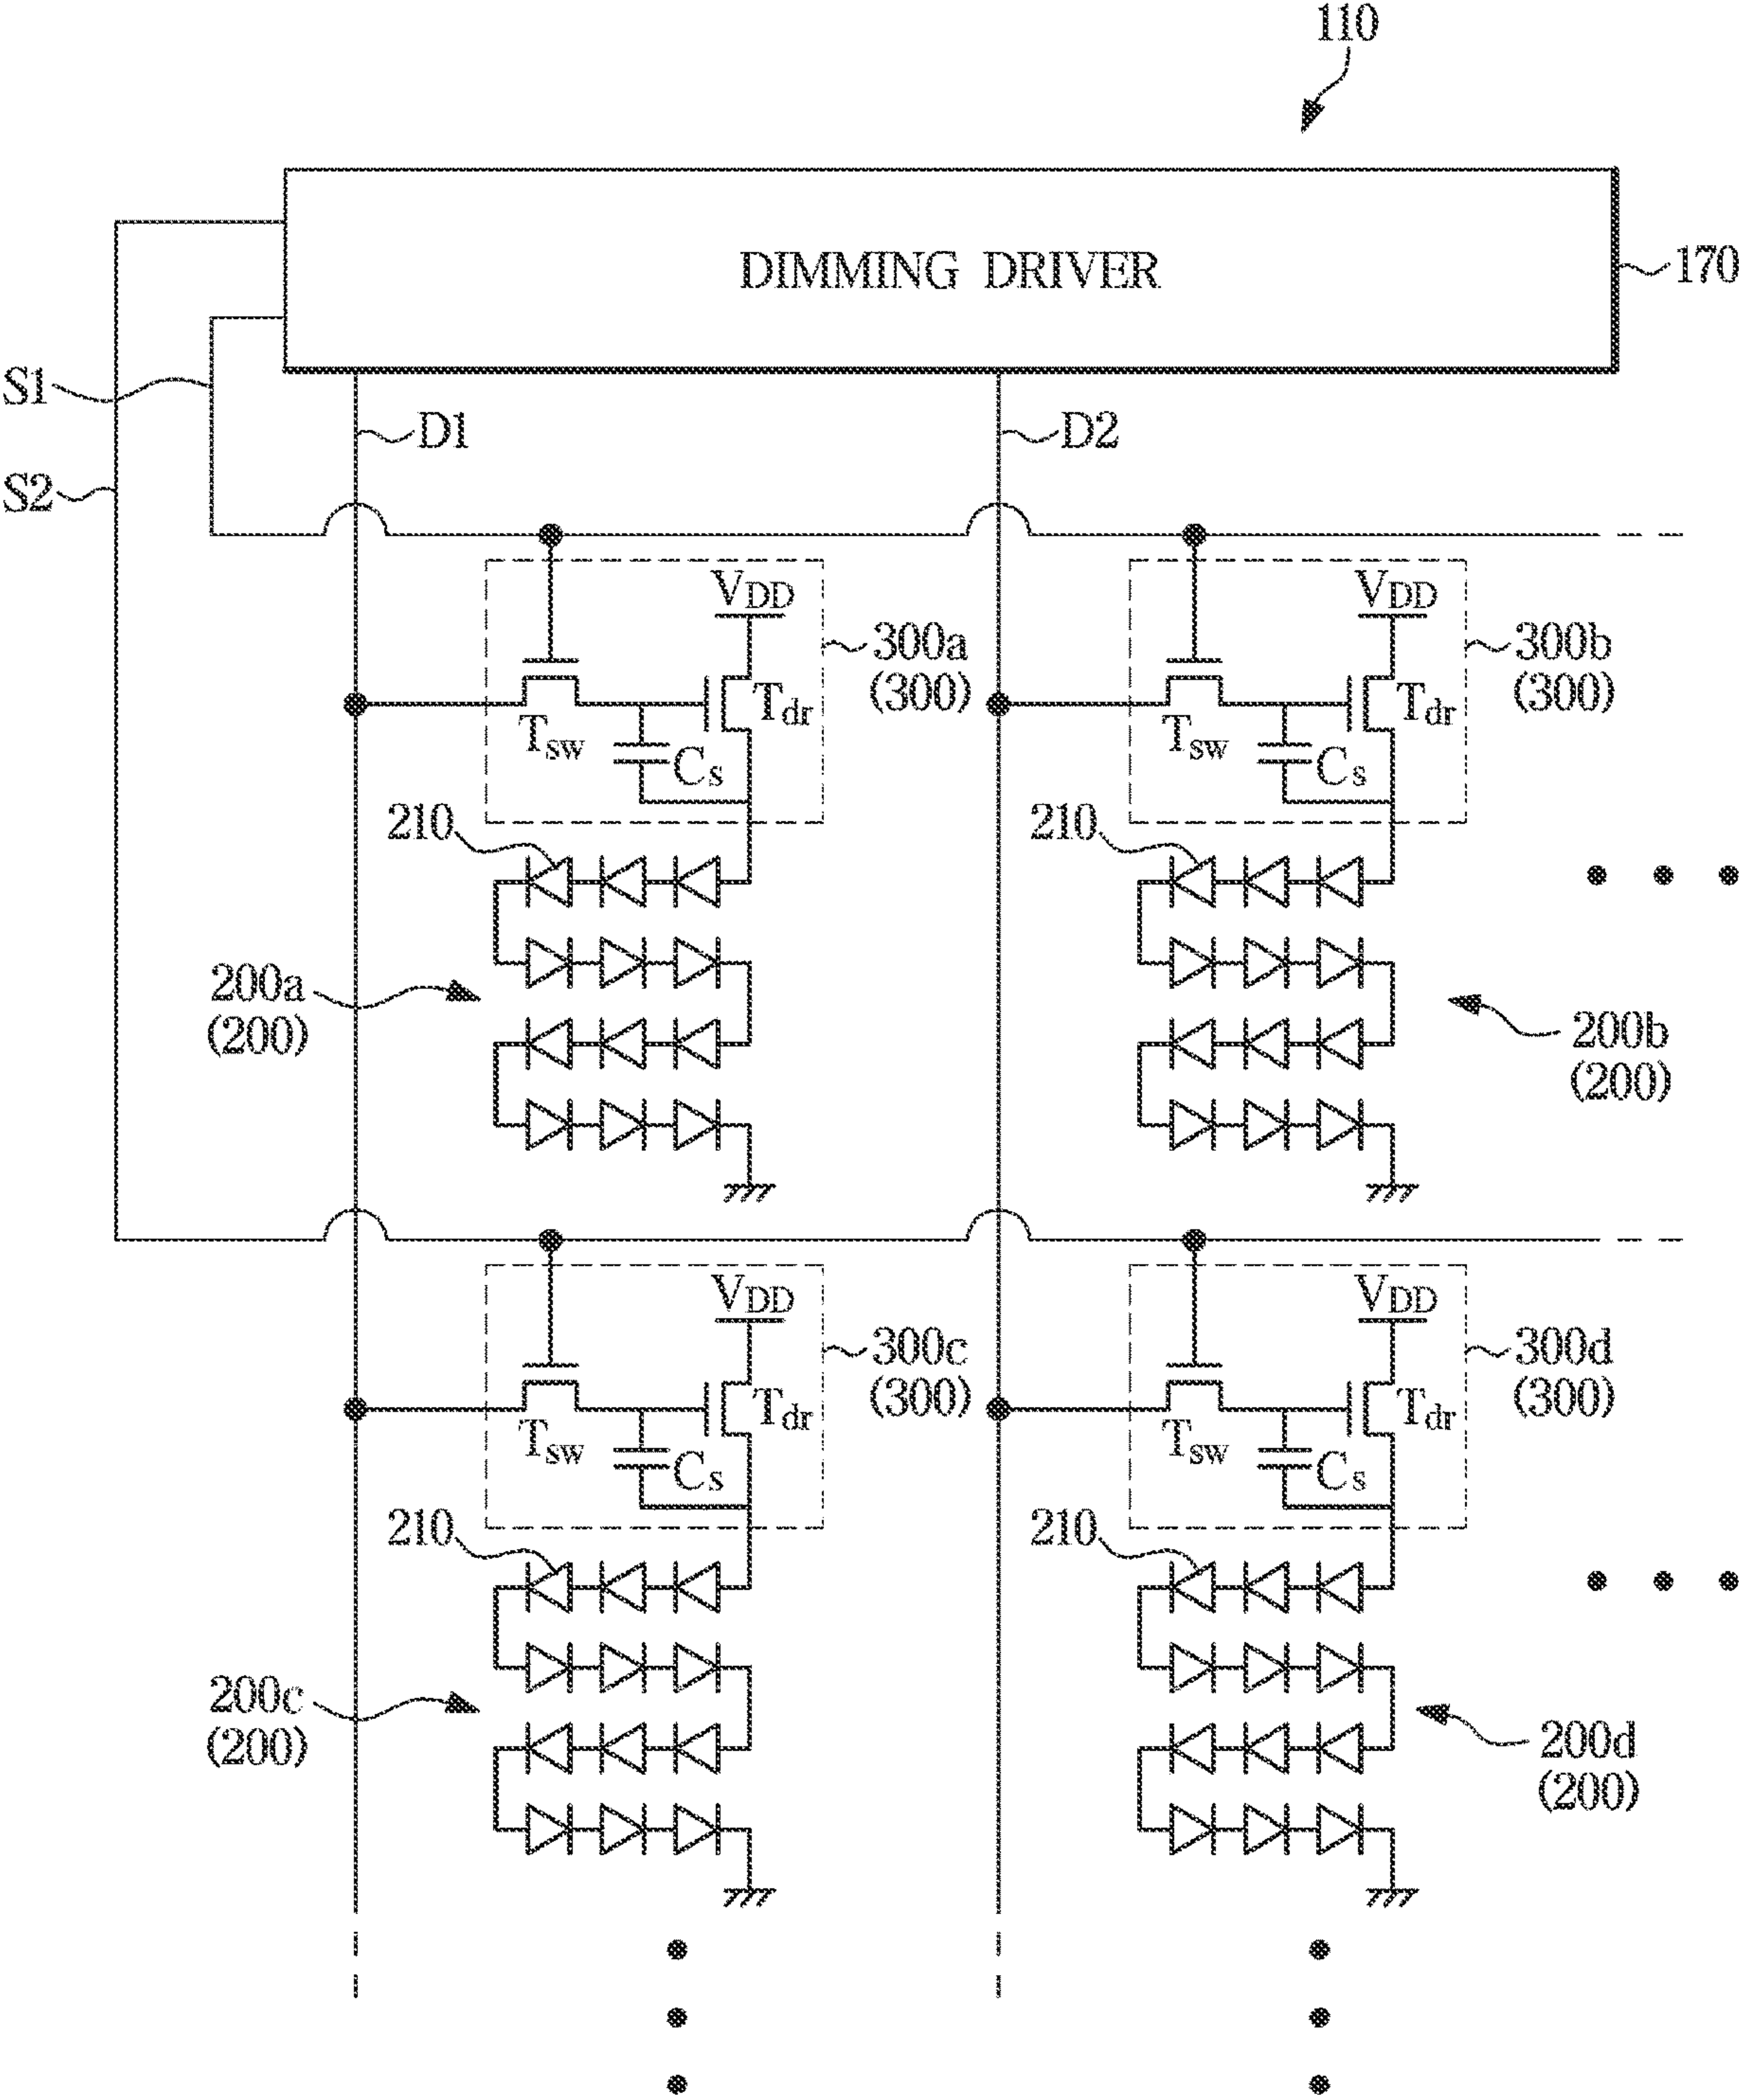 110
DIMMING DRIVER
170
S1
D1
D2
S2
VDD
VDD
300a
(300)
300b
(300)
Tdr
Tdr
Tsw
Tsw
Cs
Cs
210
210
200a
(200)
200b
(200)
VDD
VDD
300c
(300)
300d
(300)
Tdr
Tdr
Tsw
Tsw
Cs
Cs
210
210
200c
(200)
200d
(200)